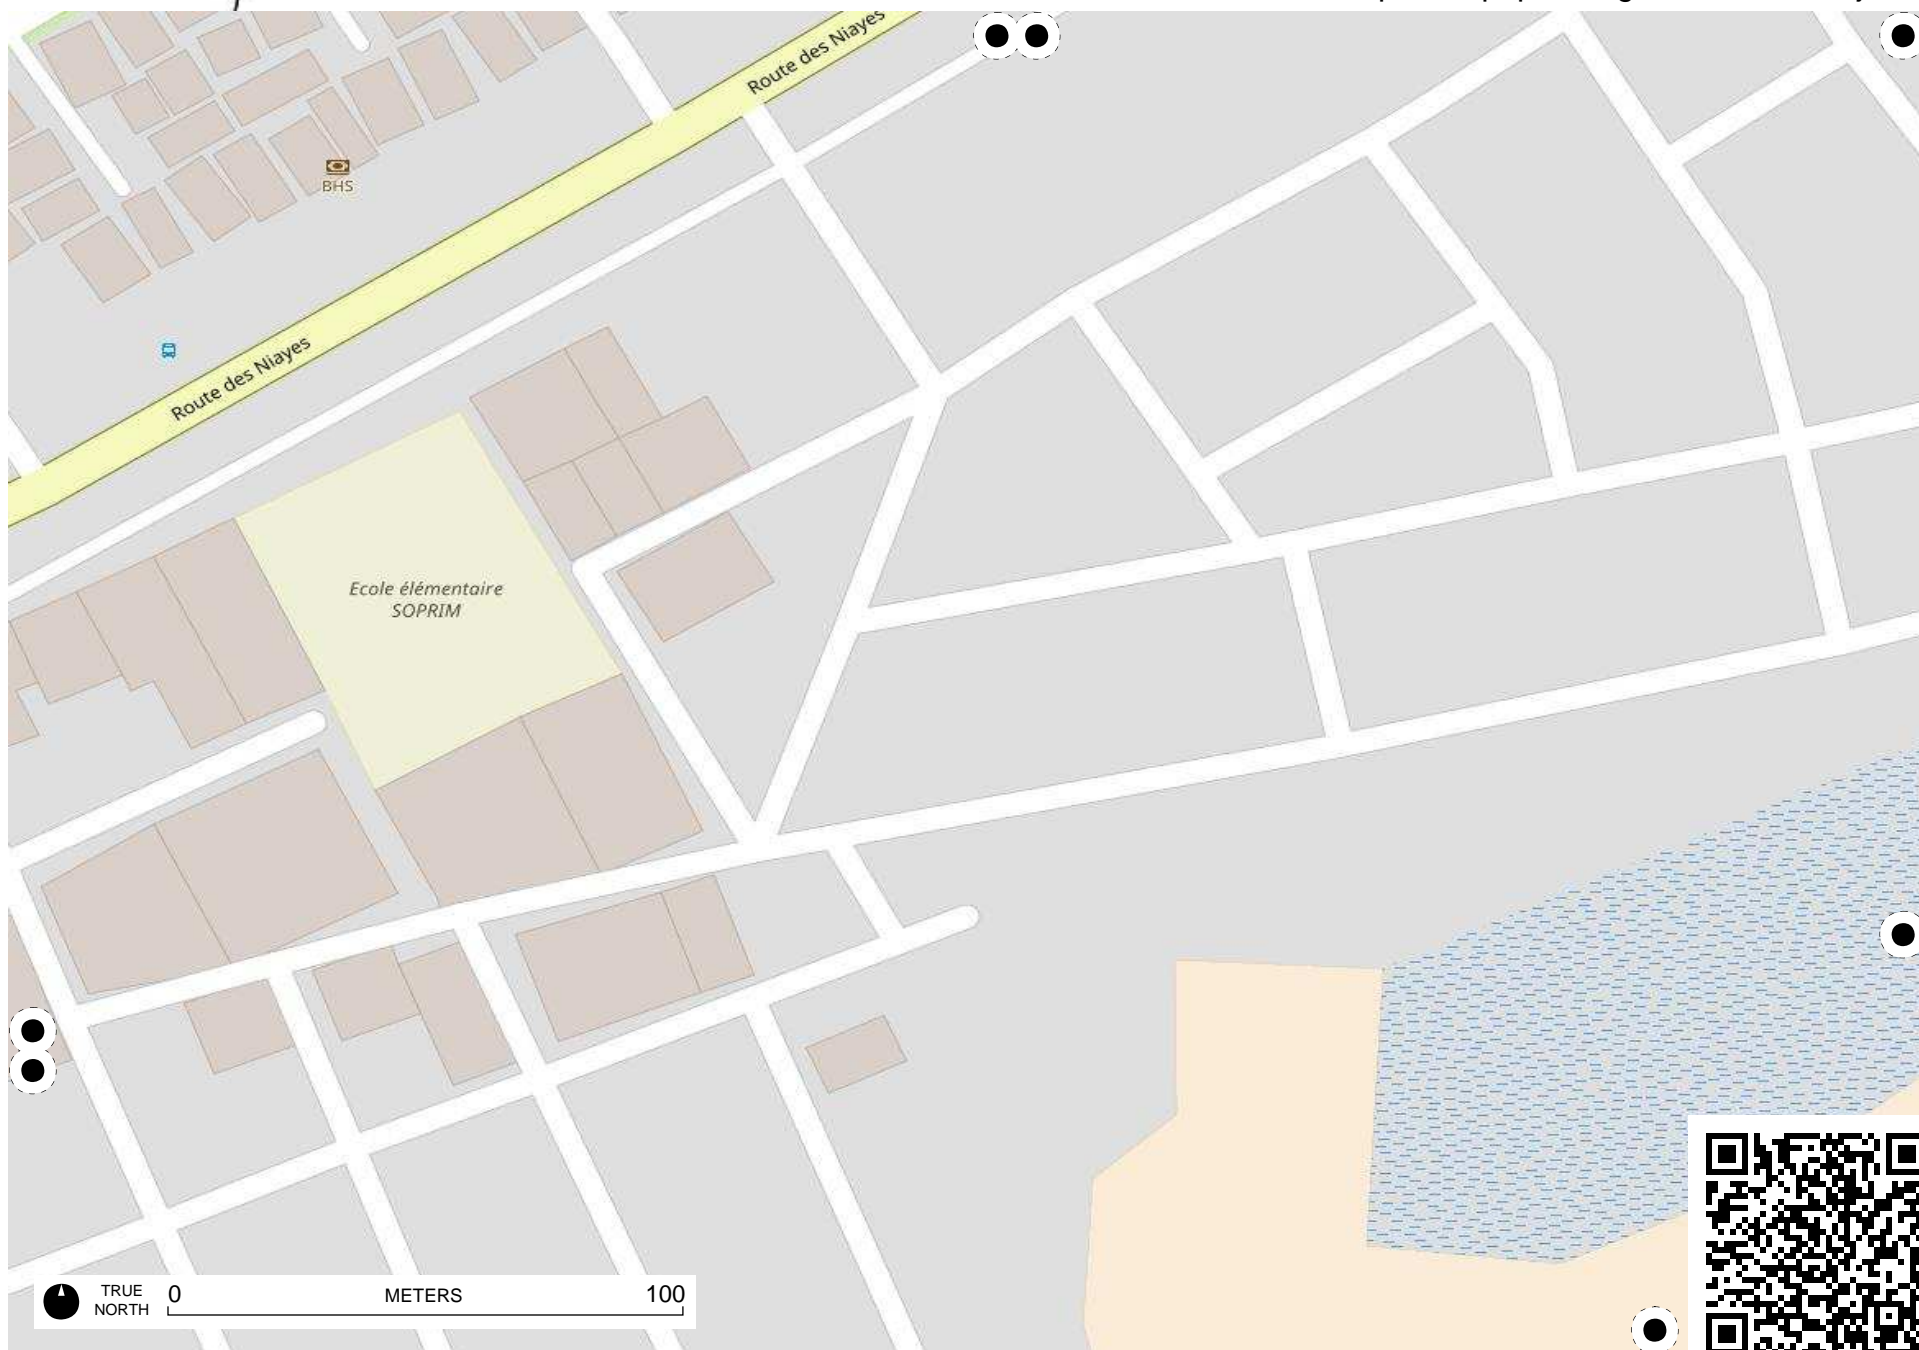 Route des Niayes
BHS
Route des Niayes
Ecole élémentaire
SOPRIM
TRUE
NORTH
0
METERS
100